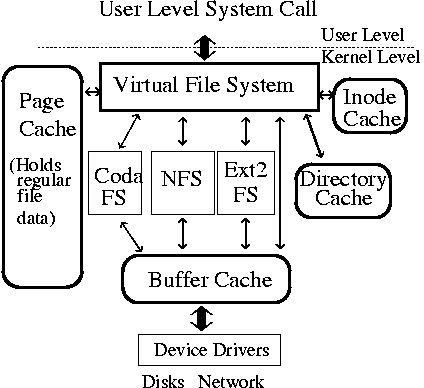 User Level System Call
User Level
Kernel Level
Virtual File System
Page
Cache
(Holds
regular
file
data)
Inode
Cache
Coda
FS
NFS
Ext2
FS
Directory
Cache
Buffer Cache
Device Drivers
Disks Network